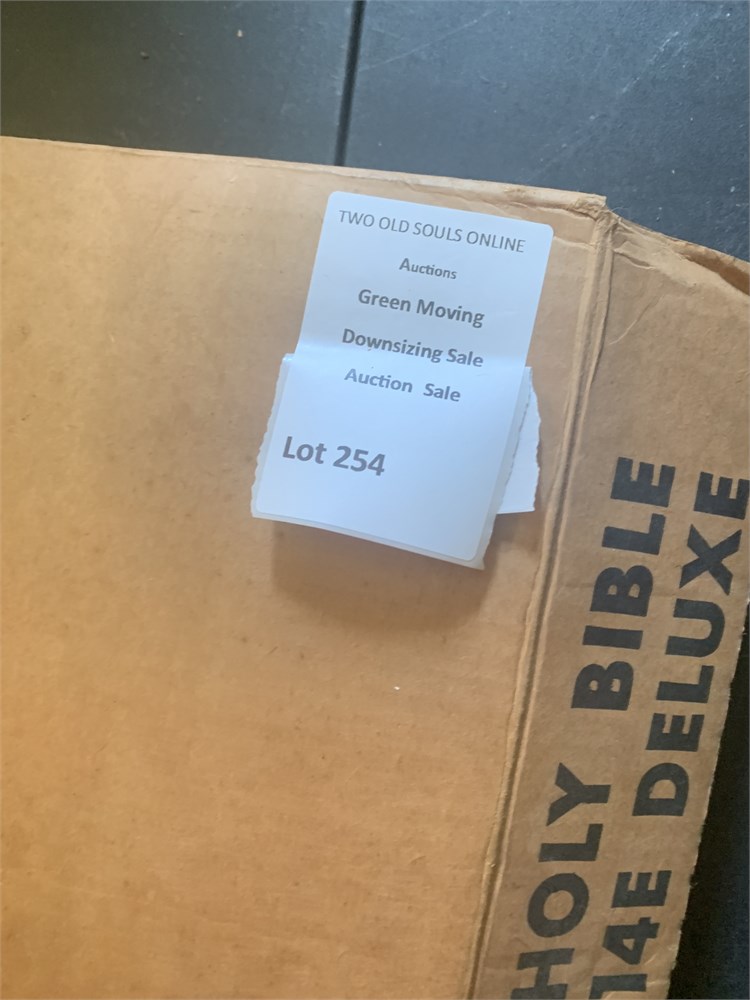 TWO OLD SOULS ONLINE
Auctions
Green Moving
Downsizing Sale
Auction Sale
Lot 254
HOLY BIBLE
14E DELUXE